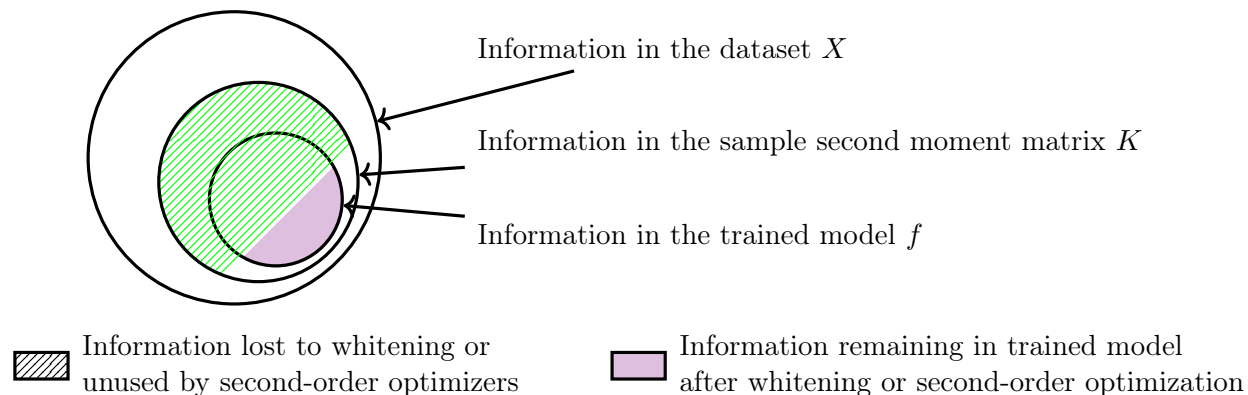 Information in the dataset X
Information in the sample second moment matrix K
Information in the trained model f
Information lost to whitening or
unused by second-order optimizers
Information remaining in trained model
after whitening or second-order optimization